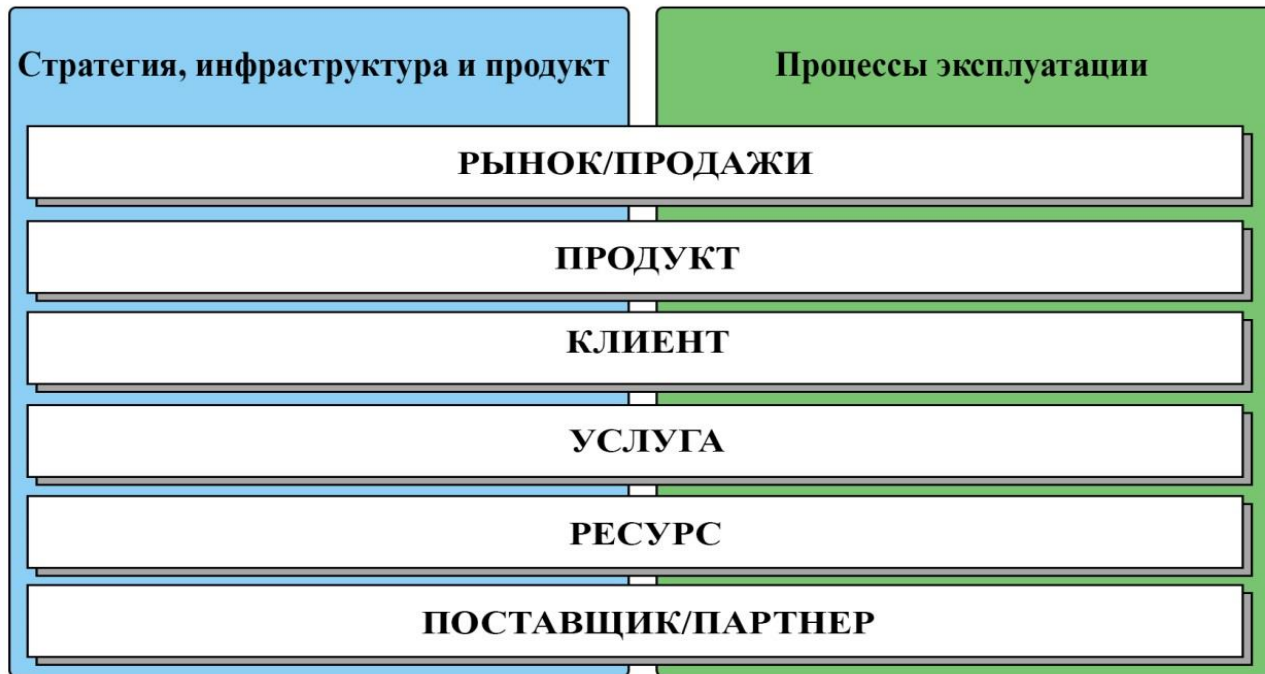 Стратегия, инфраструктура и продукт
Процессы эксплуатации
РЫНОК/ПРОДАЖИ
ПРОДУКТ
КЛИЕНТ
УСЛУГА
РЕСУРС
ПОСТАВЩИК/ПАРТНЕР